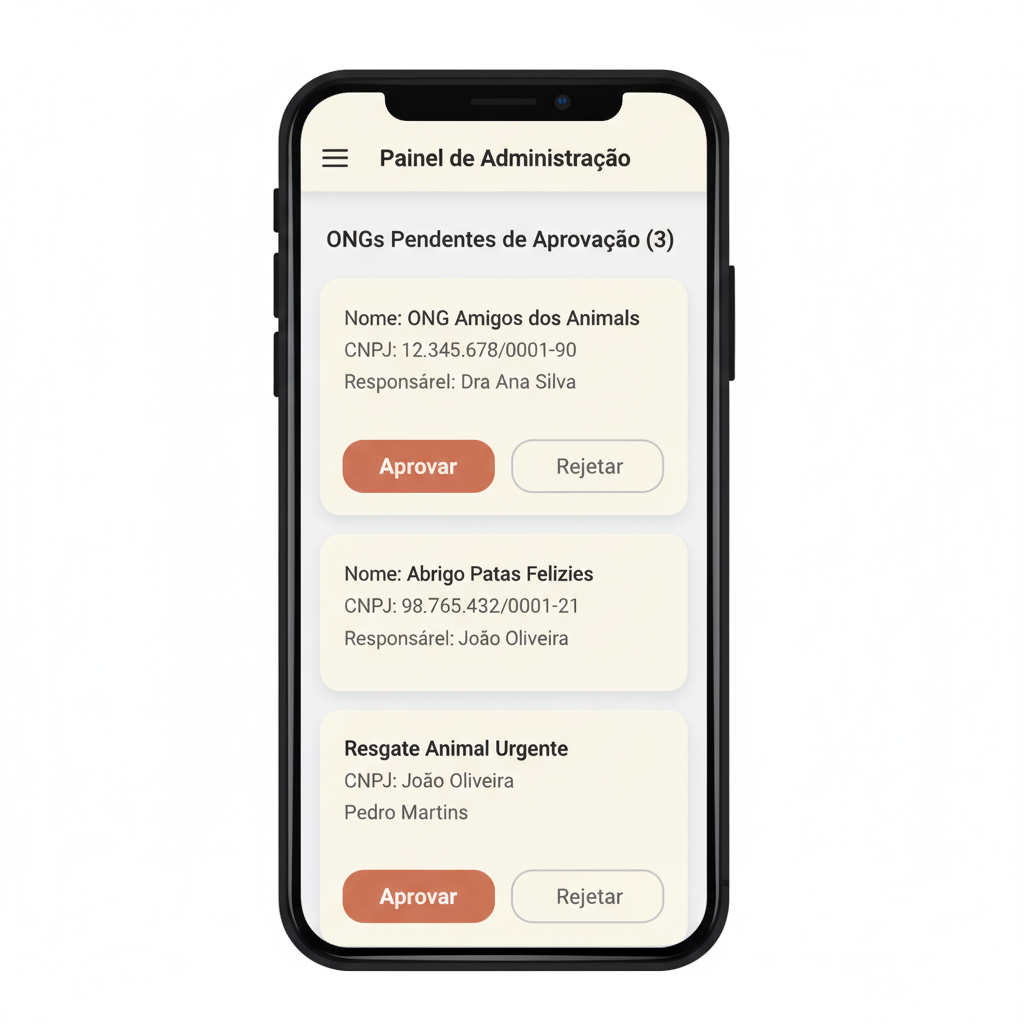 Painel de Administração
ONGs Pendentes de Aprovação (3)
Nome: ONG Amigos dos Animals
CNPJ: 12.345.678/0001-90
Responsárel: Dra Ana Silva
Aprovar
Rejetar
Nome: Abrigo Patas Felizies
CNPJ: 98.765.432/0001-21
Responsárel: João Oliveira
Resgate Animal Urgente
CNPJ: João Oliveira
Pedro Martins
Aprovar
Rejetar